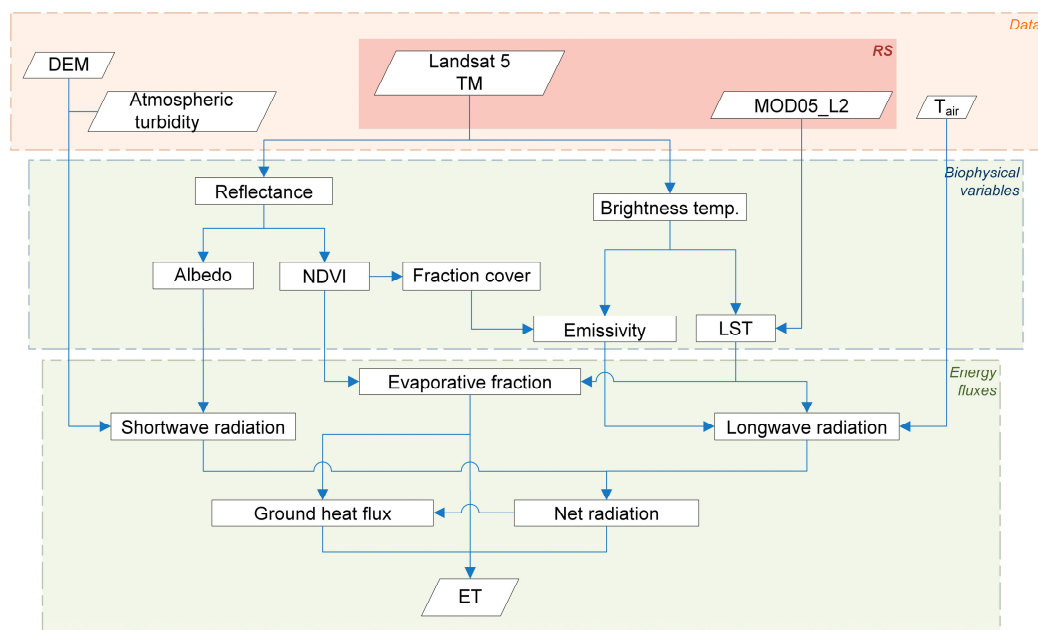 Data
RS
DEM
Landsat 5
TM
Atmospheric
turbidity
MOD05_L2
Tair
Biophysical
variables
Reflectance
Brightness temp.
Albedo
NDVI
Fraction cover
Emissivity
LST
Energy
fluxes
Evaporative fraction
Shortwave radiation
Longwave radiation
Ground heat flux
Net radiation
ET